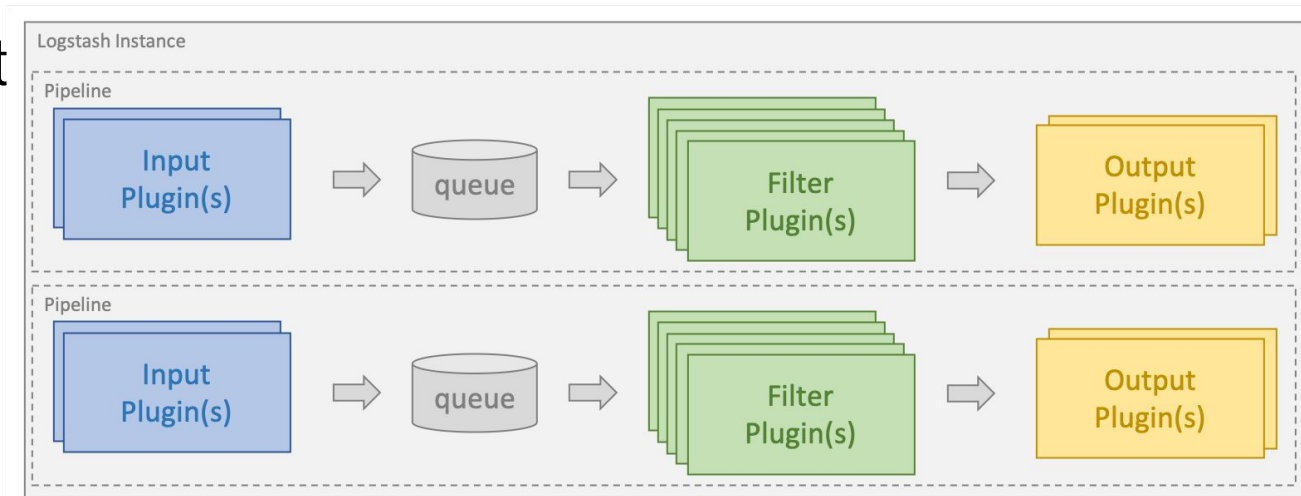 t
Logstash Instance
Pipeline
Input
Plugin(s)
queue
Filter
Plugin(s)
Output
Plugin(s)
Pipeline
Input
Plugin(s)
queue
Filter
Plugin(s)
Output
Plugin(s)